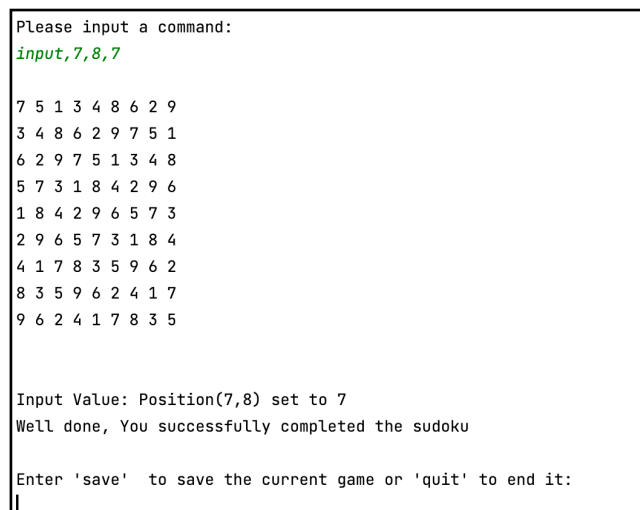 Please input a command:
input,7,8,7
7 5 1 3 4 8 6 2 9
3 4 8 6 2 9 7 5 1
6 2 9 7 5 1 3 4 8
5 7 3 1 8 4 2 9 6
1 8 4 2 9 6 5 7 3
2 9 6 5 7 3 1 8 4
4 1 7 8 3 5 9 6 2
8 3 5 9 6 2 4 1 7
9 6 2 4 1 7 8 3 5
Input Value: Position(7,8) set to 7
Well done, You successfully completed the sudoku
Enter 'save'  to save the current game or 'quit' to end it: